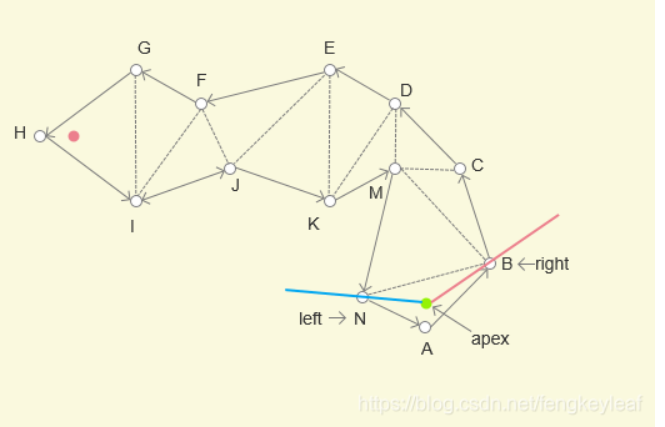 G
E
F
D
H
C
J
M
I
K
B ←right
left → N
A
apex
https://blog.csdn.net/fengkeyleaf